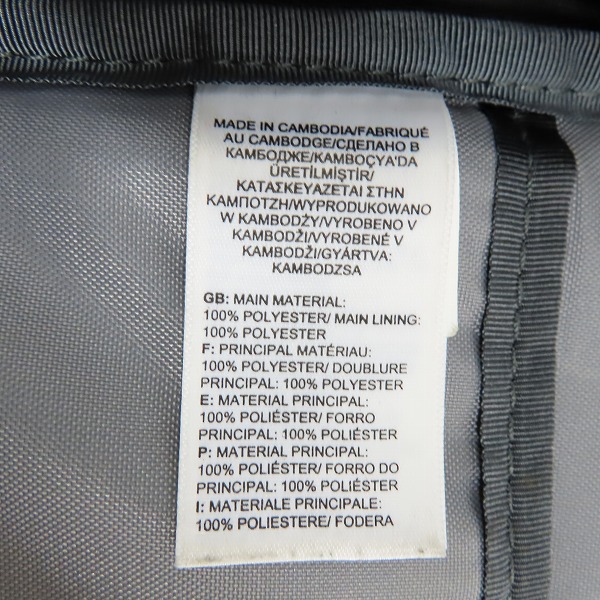 MADE IN CAMBODIA/FABRIQUÉ
AU CAMBODGE/СДЕЛАНО В
КАМБОДЖЕ/KAMBOÇYA'DA
ÜRETİLMİŞTİR/
ΚΑΤΑΣΚΕΥΑΖΕΤΑΙ ΣΤΗΝ
ΚΑΜΠΟΤΖΗ/WYPRODUKOWANO
W KAMBODŻY/VYROBENO V
KAMBODŽI/VYROBENÉ V
KAMBODŽI/GYÁRTVA:
KAMBODZSA
GB: MAIN MATERIAL:
100% POLYESTER/ MAIN LINING:
100% POLYESTER
F: PRINCIPAL MATÉRIAU:
100% POLYESTER/ DOUBLURE
PRINCIPAL: 100% POLYESTER
E: MATERIAL PRINCIPAL:
100% POLIÉSTER/ FORRO
PRINCIPAL: 100% POLIÉSTER
P: MATERIAL PRINCIPAL:
100% POLIÉSTER/ FORRO DO
PRINCIPAL: 100% POLIÉSTER
I: MATERIALE PRINCIPALE:
100% POLIESTERE/ FODERA